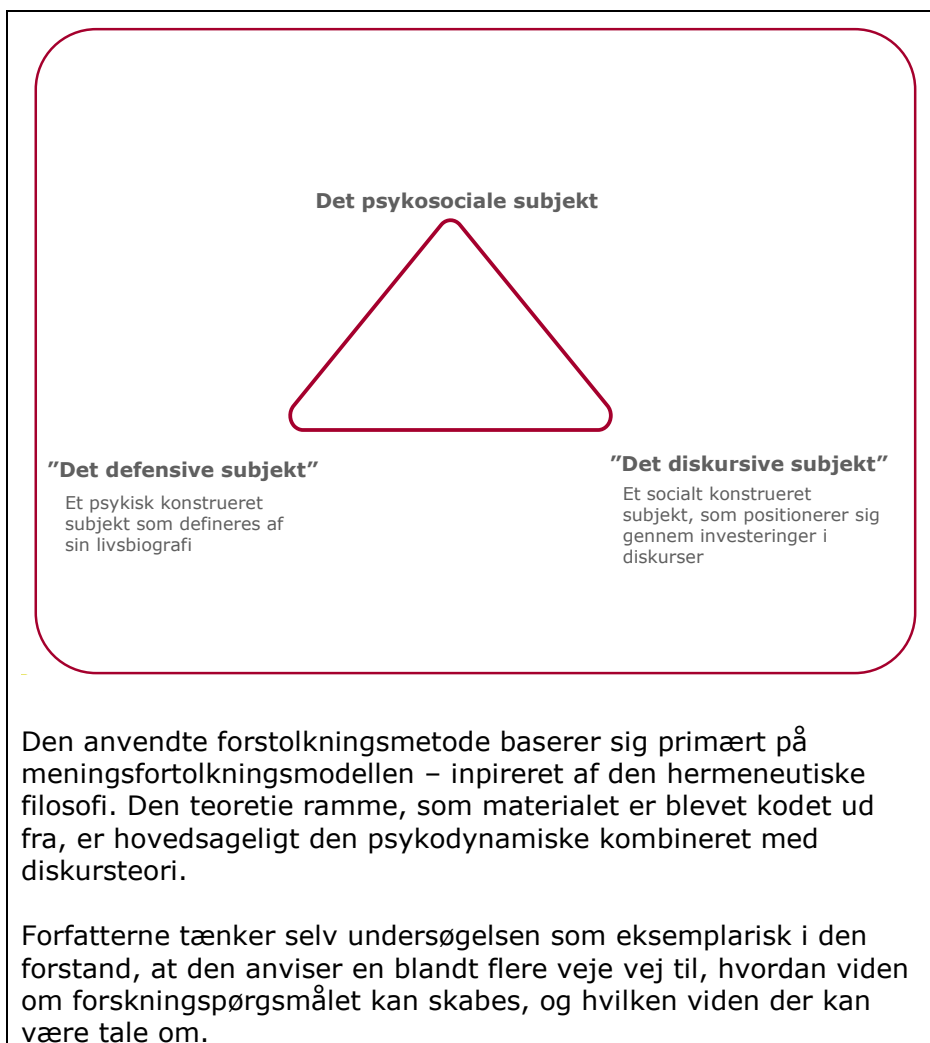 Det psykosociale subjekt
”Det defensive subjekt”
Et psykisk konstrueret
subjekt som defineres af
sin livsbiografi
”Det diskursive subjekt”
Et socialt konstrueret
subjekt, som positionerer sig
gennem investeringer i
diskurser
Den anvendte forstolkningsmetode baserer sig primært på
meningsfortolkningsmodellen – inpireret af den hermeneutiske
filosofi. Den teoretie ramme, som materialet er blevet kodet ud
fra, er hovedsageligt den psykodynamiske kombineret med
diskursteori.
Forfatterne tænker selv undersøgelsen som eksemplarisk i den
forstand, at den anviser en blandt flere veje vej til, hvordan viden
om forskningspørgsmålet kan skabes, og hvilken viden der kan
være tale om.